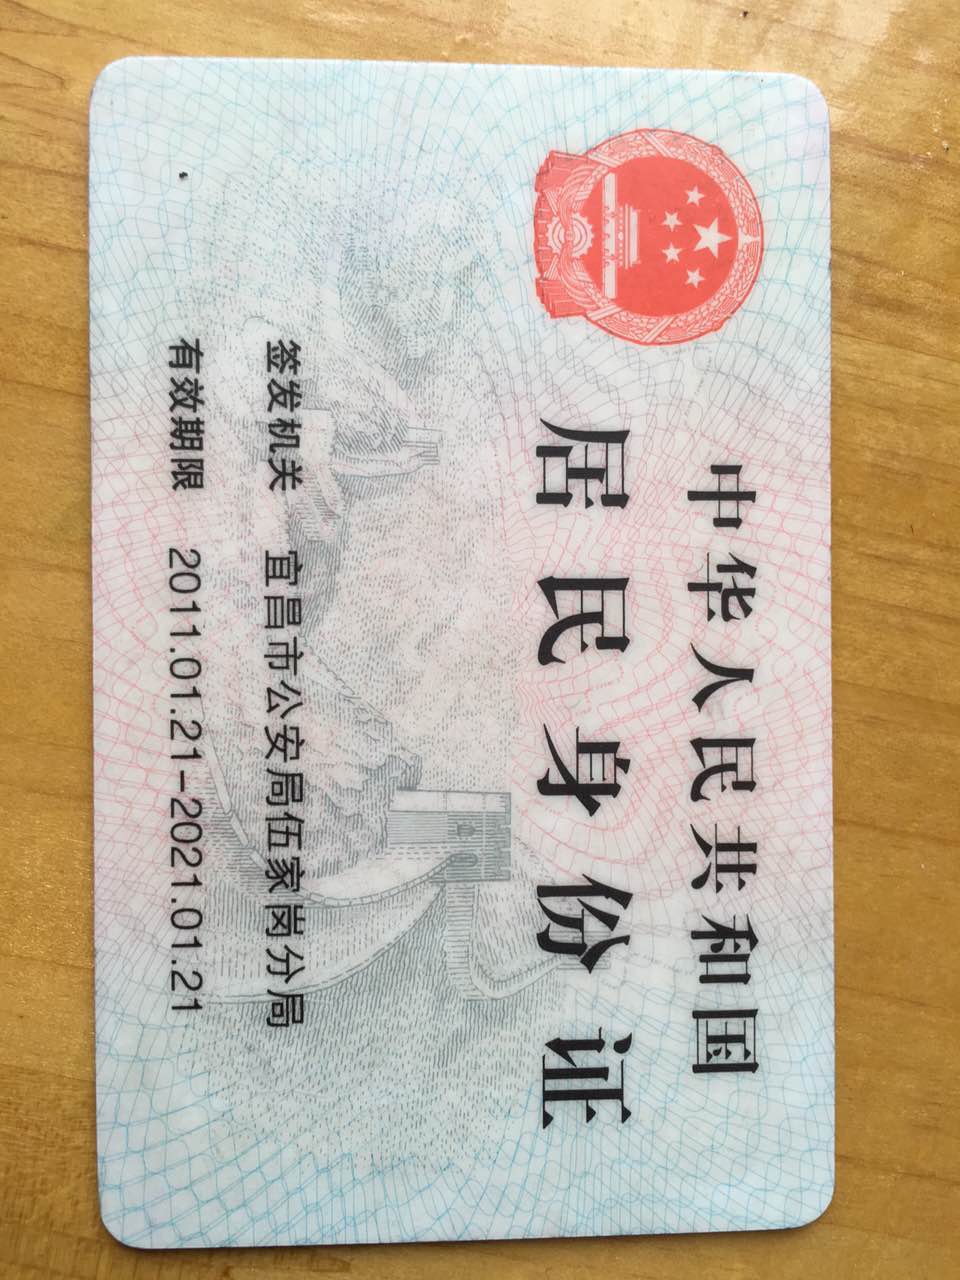 中华人民共和国
居民身份证
签发机关 宜昌市公安局伍家岗分局
有效期限 2011.01.21-2021.01.21